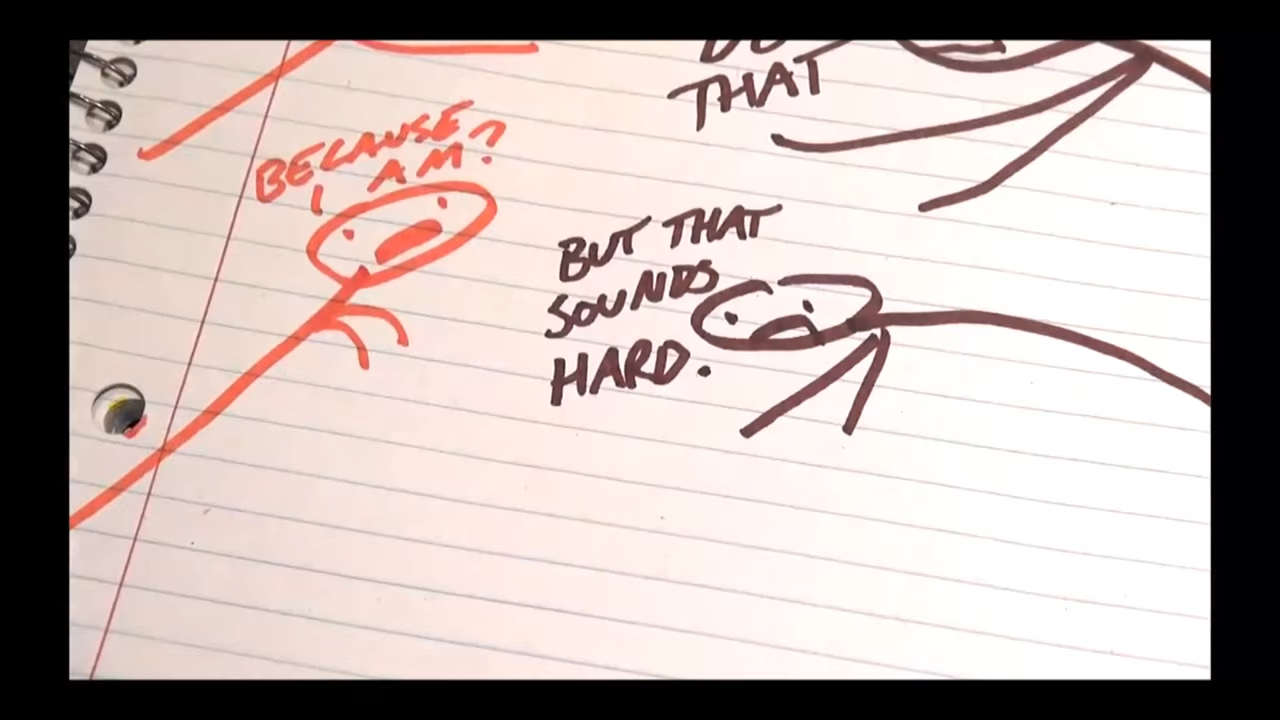 THAT
BECAUSE
I AM?
BUT THAT
SOUNDS
HARD.